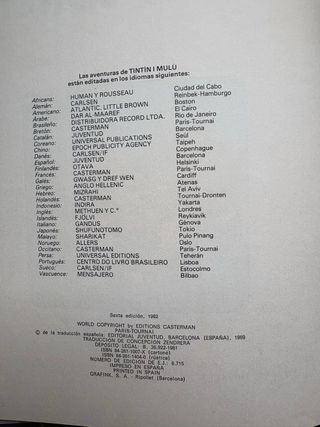 Las aventuras de TINTÍN I MULÚ
están editadas en los idiomas siguientes:
Africano: HUMAN Y ROUSSEAU Ciudad del Cabo
Alemán: CARLSEN Reinbek-Hamburgo
Americano: ATLANTIC, LITTLE BROWN Boston
Árabe: DAR AL-MAAREF El Cairo
Brasileño: DISTRIBUIDORA RECORD LTDA. Rio de Janeiro
Bretón: CASTERMAN Paris-Tournai
Catalán: JUVENTUD Barcelona
Coreano: UNIVERSAL PUBLICATIONS Seúl
Chino: EPOCH PUBLICITY AGENCY Taipeh
Danés: CARLSEN/IF Copenhague
Español: JUVENTUD Barcelona
Finlandés: OTAVA Helsinki
Francés: CASTERMAN Paris-Tournai
Galés: GWASG Y DREF WEN Cardiff
Griego: ANGLO HELLENIC Atenas
Hebreo: MIZRAHI Tel Aviv
Holandés: CASTERMAN Tournai-Dronten
Indonesio: INDIRA Yakarta
Inglés: METHUEN Y C.ª Londres
Islandés: FJÖLVI Reykiavik
Italiano: GANDUS Génova
Japonés: SHUFUNOTOMO Tokio
Malayo: SHARIKAT Pulo Pinang
Noruego: ALLERS Oslo
Occitano: CASTERMAN Paris-Tournai
Persa: UNIVERSAL EDITIONS Teherán
Portugués: CENTRO DO LIVRO BRASILEIRO Lisboa
Sueco: CARLSEN/IF Estocolmo
Vascuence: MENSAJERO Bilbao
Sexta edición, 1982
WORLD COPYRIGHT by EDITIONS CASTERMAN
PARIS-TOURNAI
© de la traducción española: EDITORIAL JUVENTUD, BARCELONA (ESPAÑA), 1969
TRADUCCION DE CONCEPCIÓN ZENDRERA
DEPÓSITO LEGAL, B. 36.922-1981
ISBN 84-261-1007-X (cartoné)
ISBN 84-261-1404-0 (rústica)
NÚMERO DE EDICIÓN DE E.J.: 6.715
IMPRESO EN ESPAÑA
PRINTED IN SPAIN
GRAFINK, S. A. - Ripollet (Barcelona)